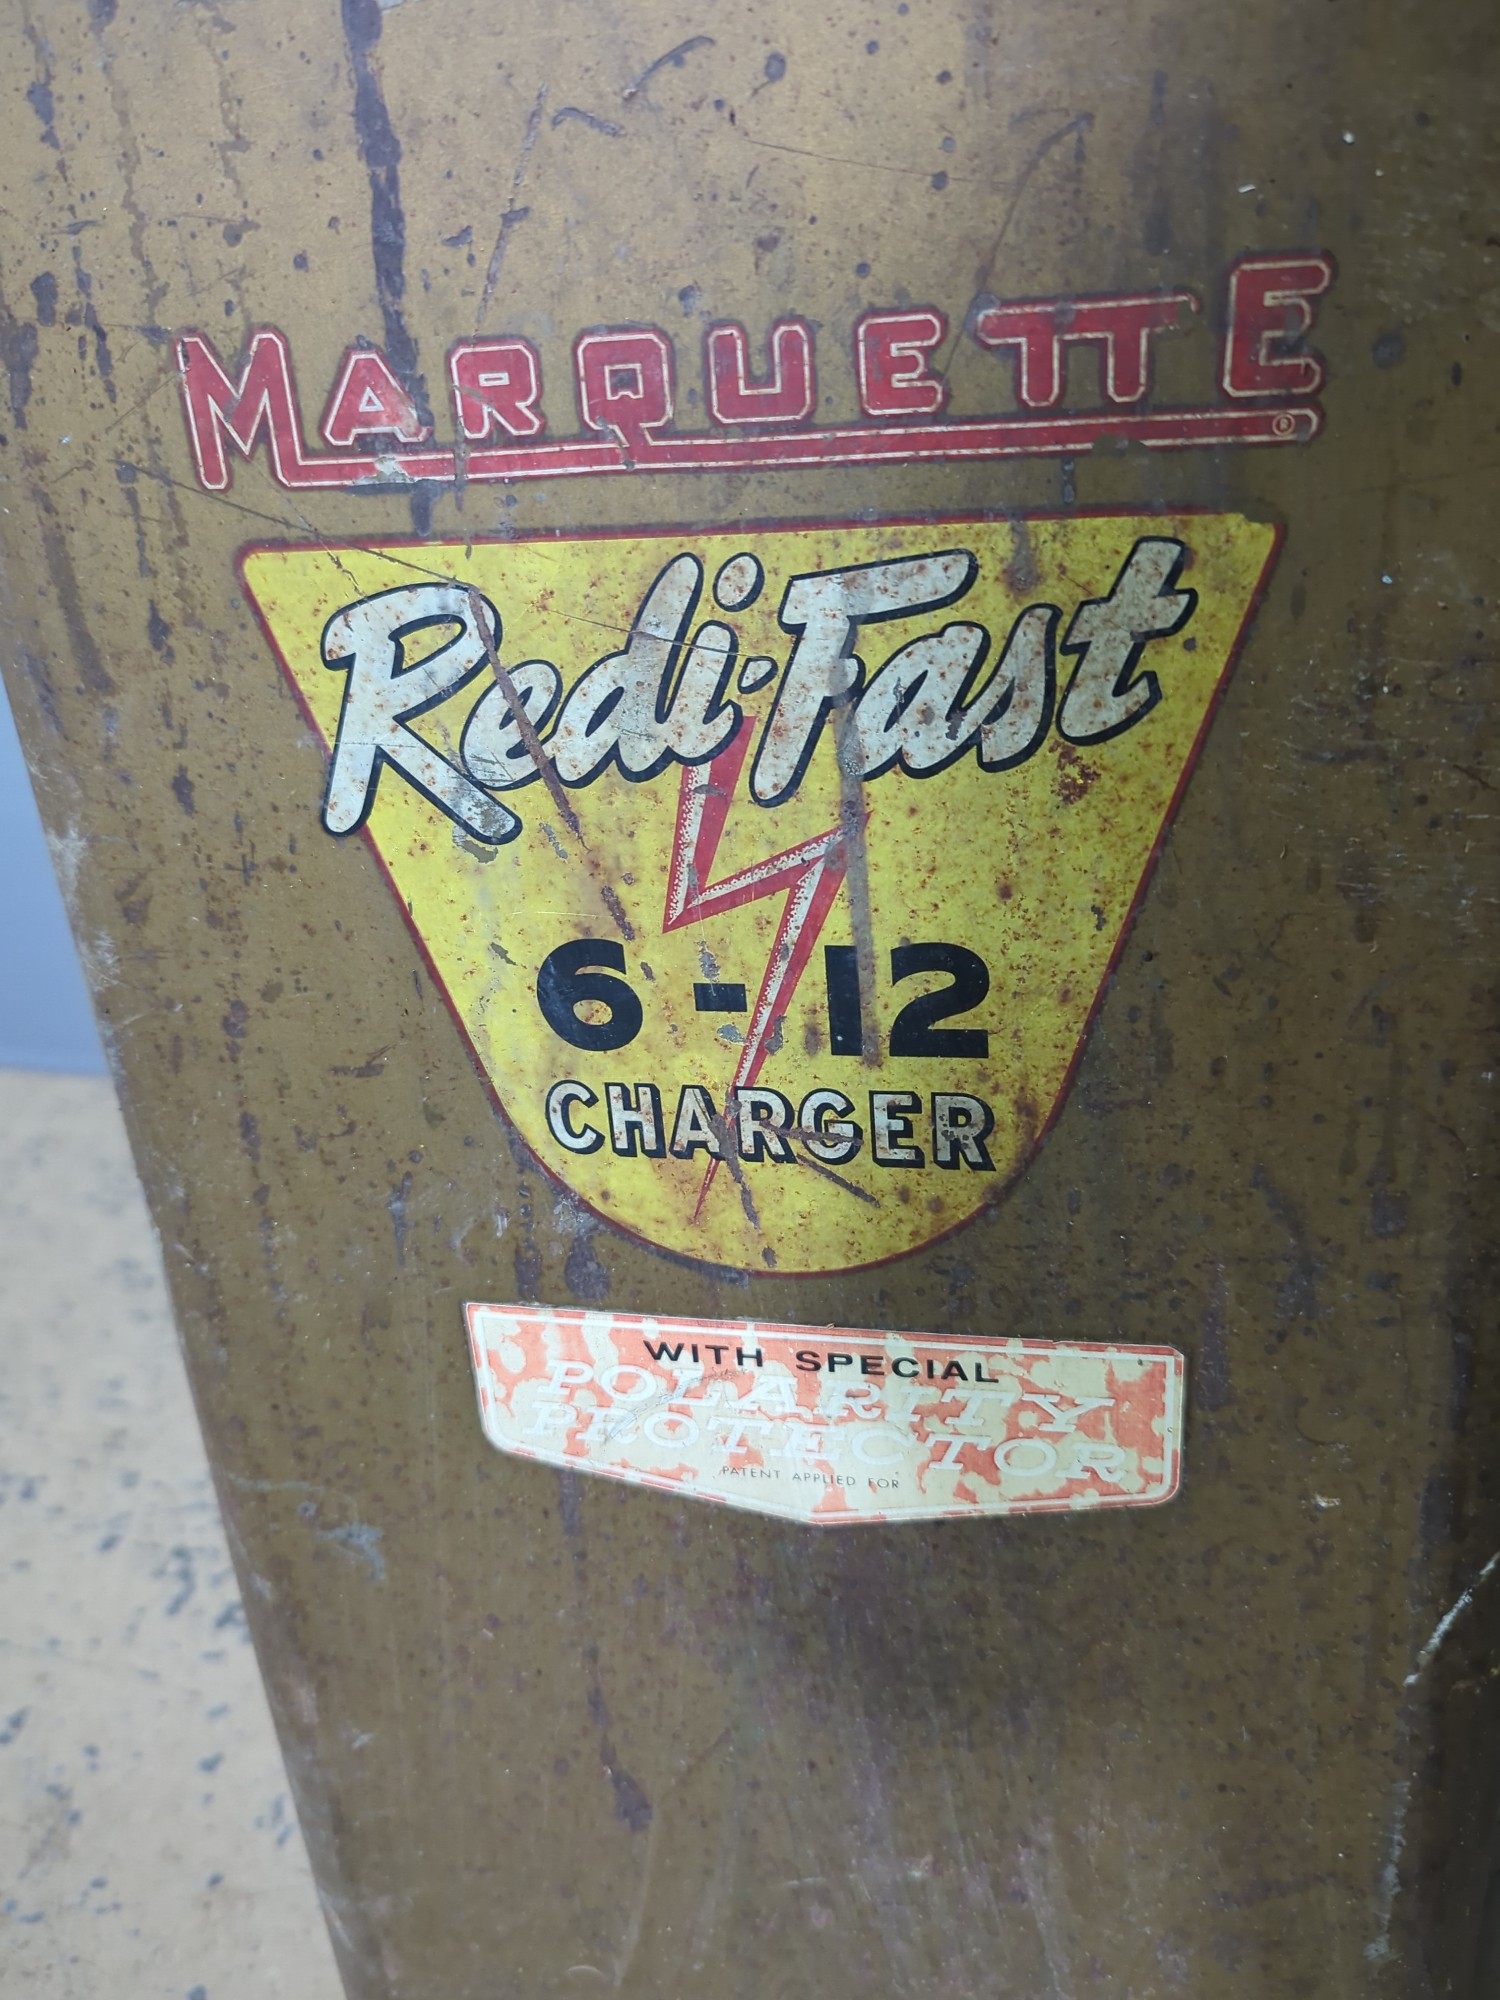 MARQUETTE
®
Redi-Fast
6-12
CHARGER
WITH SPECIAL
POLARITY
PROTECTOR
PATENT APPLIED FOR